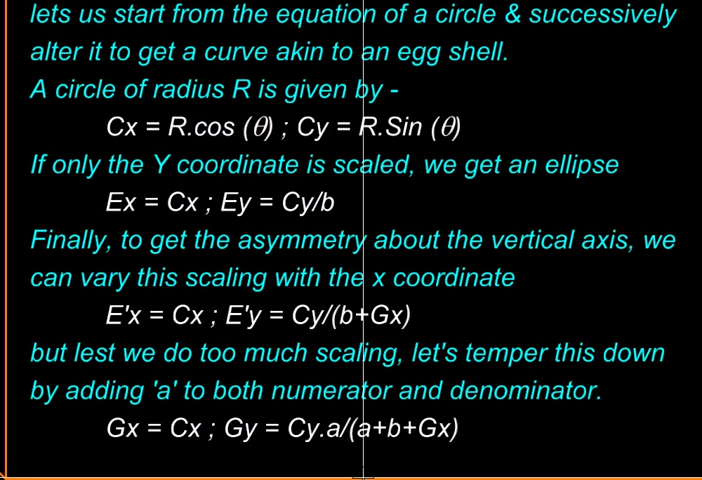 lets us start from the equation of a circle & successively
alter it to get a curve akin to an egg shell.
A circle of radius R is given by -
Cx = R.cos (θ) ; Cy = R.Sin (θ)
If only the Y coordinate is scaled, we get an ellipse
Ex = Cx ; Ey = Cy/b
Finally, to get the asymmetry about the vertical axis, we
can vary this scaling with the x coordinate
E'x = Cx ; E'y = Cy/(b+Gx)
but lest we do too much scaling, let's temper this down
by adding 'a' to both numerator and denominator.
Gx = Cx ; Gy = Cy.a/(a+b+Gx)